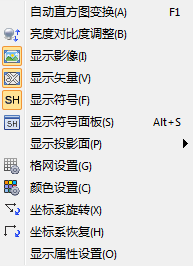 自动直方图变换(A) F1
亮度对比度调整(B)
显示影像(I)
显示矢量(V)
SH 显示符号(F)
SH 显示符号面板(S) Alt+S
显示投影面(P)
格网设置(G)
颜色设置(C)
坐标系旋转(X)
坐标系恢复(H)
显示属性设置(O)